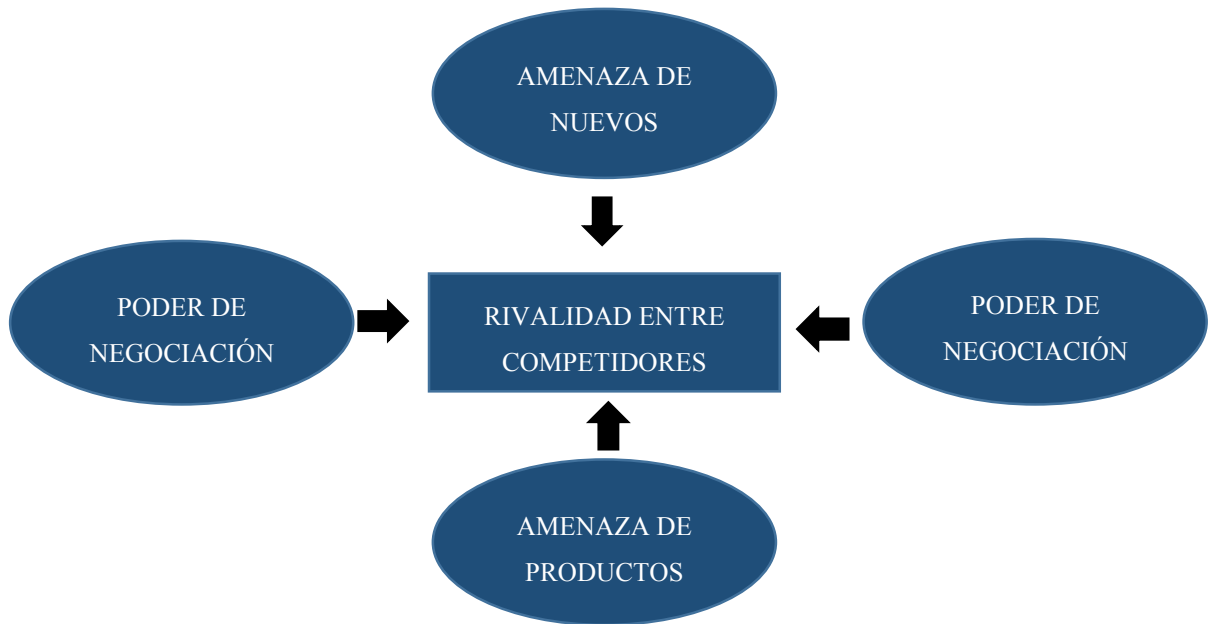 AMENAZA DE
NUEVOS
PODER DE
NEGOCIACIÓN
RIVALIDAD ENTRE
COMPETIDORES
PODER DE
NEGOCIACIÓN
AMENAZA DE
PRODUCTOS